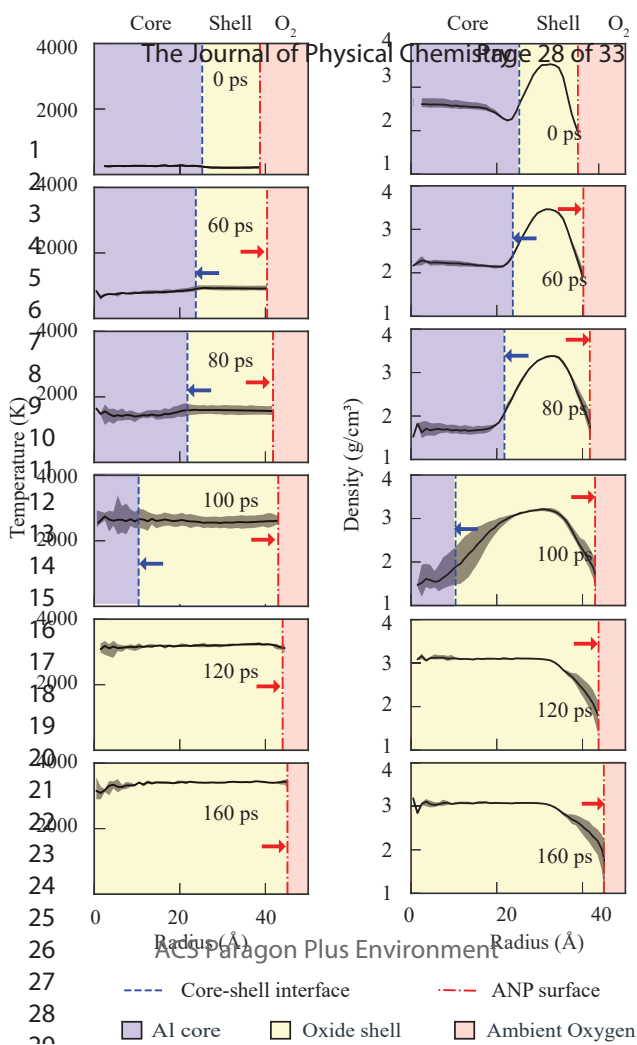 Core Shell O2 Core Shell O2
The Journal of Physical Chemistry Page 28 of 33
4000 4
0 ps 3
2000
2 0 ps
1
1
2
4000 4
3
60 ps 3
4
2000
5 2 60 ps
6 1
7
4000 4
80 ps
8 3
9 2000
80 ps
10 2
11 1
Temperature (K)
Density (g/cm³)
4000 4
12 100 ps
3
13 2000
14 2 100 ps
15 1
16
4000 4
17 3
120 ps
18 2000
2 120 ps
19
20 1
4000 4
21 3
22 160 ps
2000
23 2 160 ps
24 1
25 0 20 40 0 20 40
26 Radius (Å) Radius (Å)
ACS Paragon Plus Environment
27
Core-shell interface ANP surface
28
Al core Oxide shell Ambient Oxygen
29